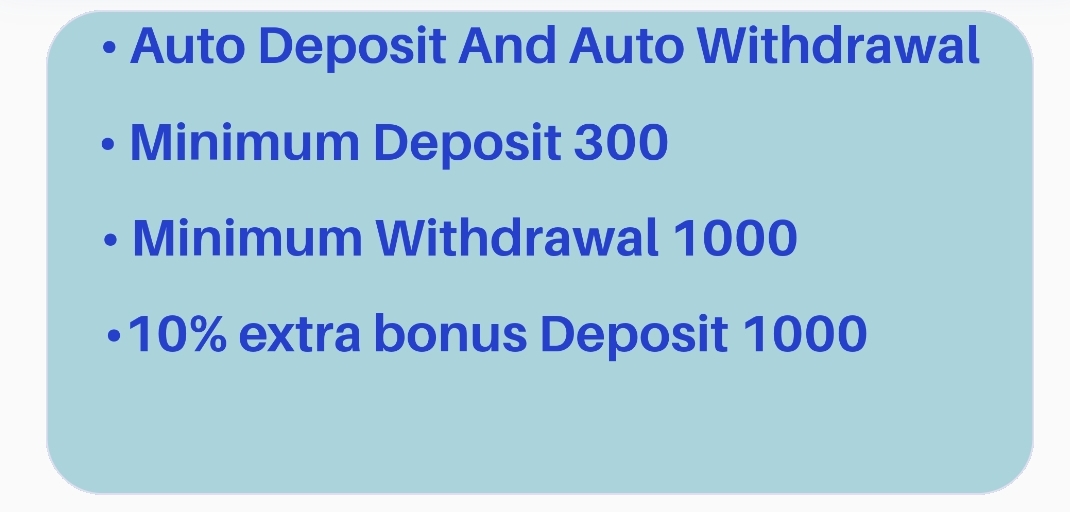 • Auto Deposit And Auto Withdrawal
• Minimum Deposit 300
• Minimum Withdrawal 1000
•10% extra bonus Deposit 1000